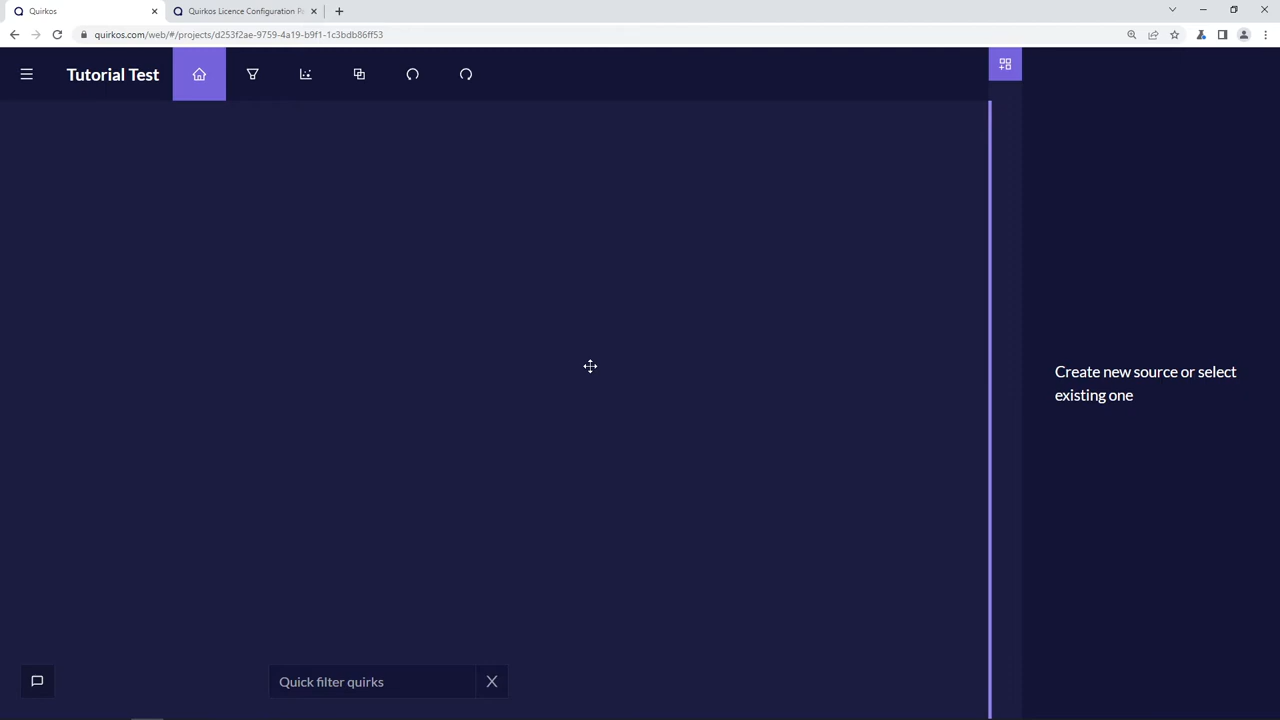 Quirkos
Quirkos Licence Configuration
quirkos.com/web/#/projects/d253f2ae-9759-4a19-b9f1-1c3bdb86ff53
Tutorial Test
Create new source or select
existing one
Quick filter quirks